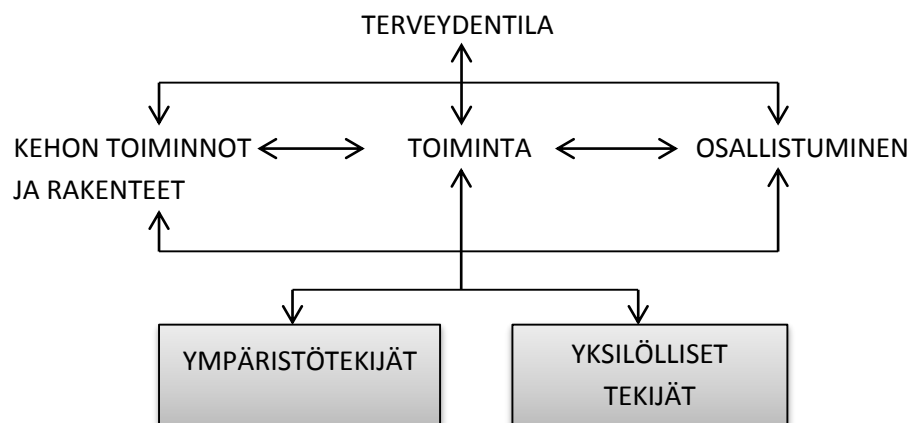 TERVEYDENTILA
KEHON TOIMINNOT
JA RAKENTEET
TOIMINTA
OSALLISTUMINEN
YMPÄRISTÖTEKIJÄT
YKSILÖLLISET
TEKIJÄT